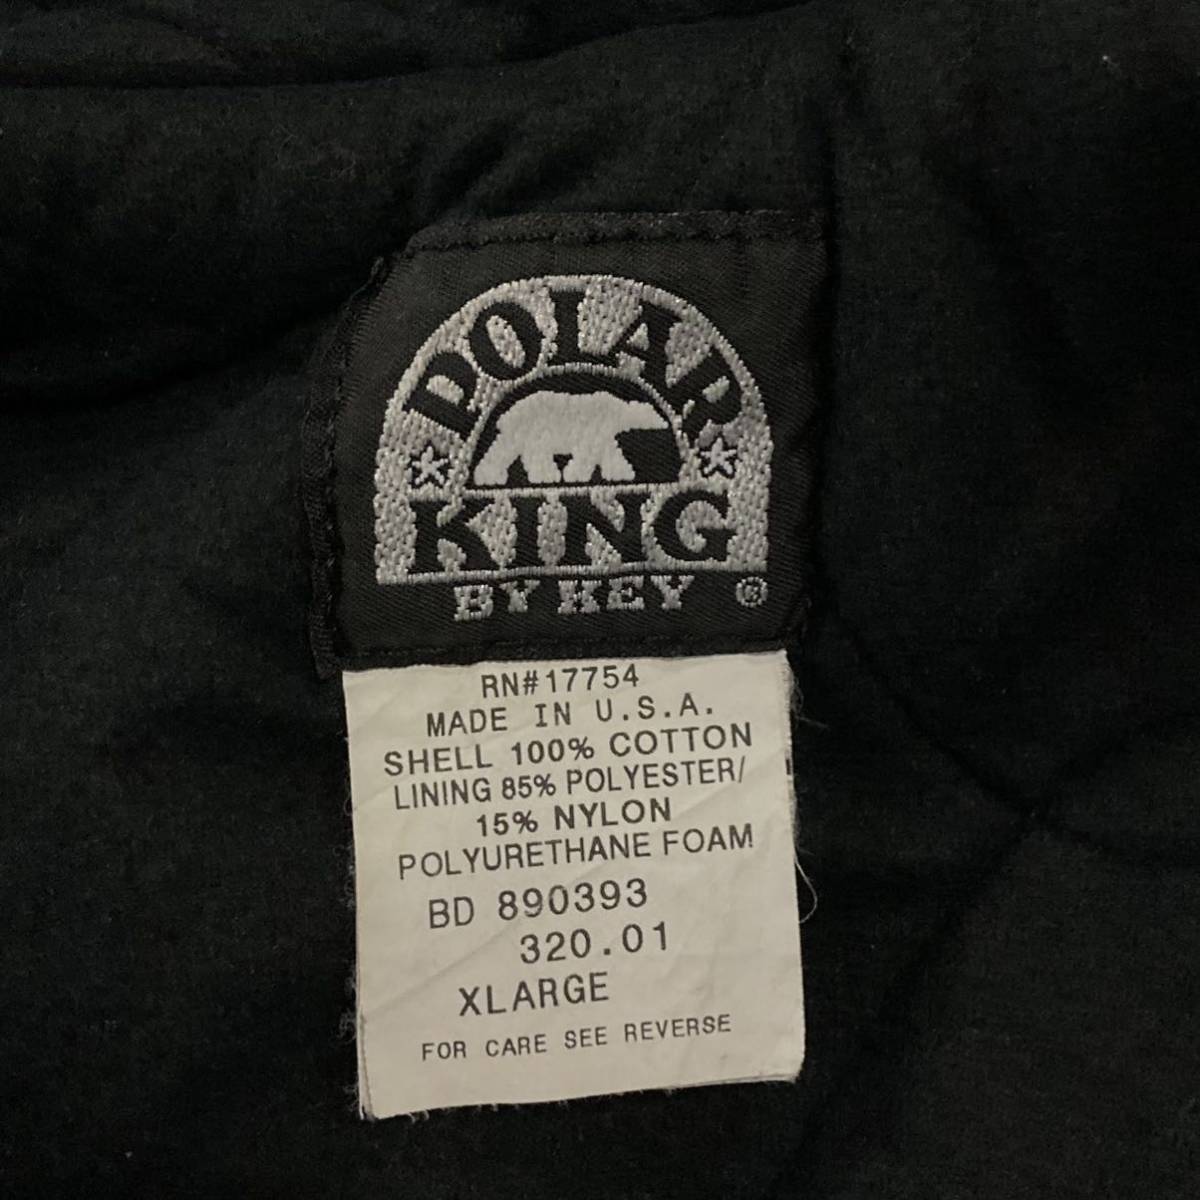 POLAR
KING
BY KEY ®
RN#17754
MADE IN U.S.A.
SHELL 100% COTTON
LINING 85% POLYESTER/
15% NYLON
POLYURETHANE FOAM
BD 890393
320.01
XLARGE
FOR CARE SEE REVERSE